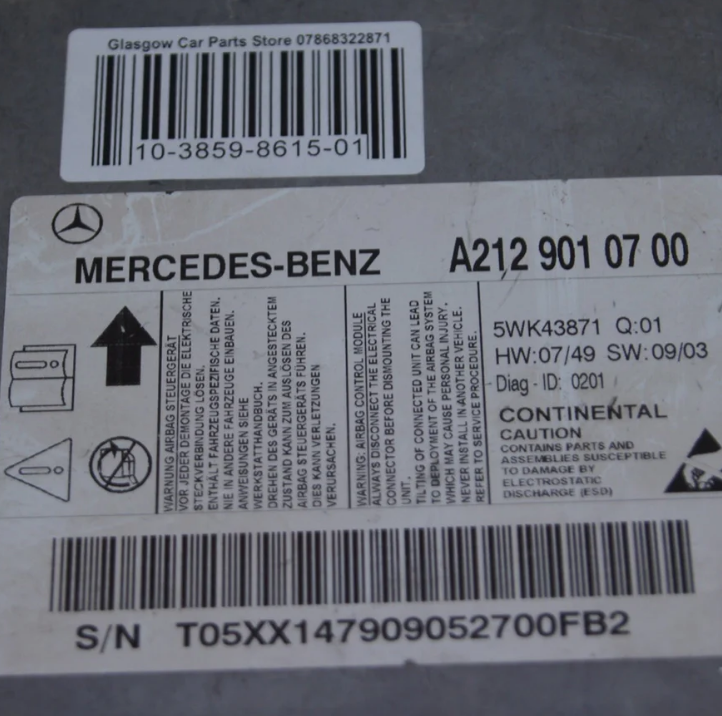 Glasgow Car Parts Store 07868322871
10-3859-8615-01
MERCEDES-BENZ
A212 901 07 00
WARNUNG AIRBAG STEUERGERÄT
VOR JEDER DEMONTAGE DIE ELEKTRISCHE
STECKVERBINDUNG LÖSEN.
ENTHÄLT FAHRZEUGSPEZIFISCHE DATEN,
NIE IN ANDERE FAHRZEUGE EINBAUEN.
ANWEISUNGEN SIEHE
WERKSTATTHANDBUCH.
DREHEN DES GERÄTS IN ANGESTECKTEM
ZUSTAND KANN ZUM AUSLÖSEN DES
AIRBAG STEUERGERÄTS FÜHREN.
DIES KANN VERLETZUNGEN
VERURSACHEN.
WARNING: AIRBAG CONTROL MODULE
ALWAYS DISCONNECT THE ELECTRICAL
CONNECTOR BEFORE DISMOUNTING THE
UNIT.
TILTING OF CONNECTED UNIT CAN LEAD
TO DEPLOYMENT OF THE AIRBAG SYSTEM
WHICH MAY CAUSE PERSONAL INJURY.
NEVER INSTALL IN ANOTHER VEHICLE.
REFER TO SERVICE PROCEDURE.
5WK43871 Q:01
HW:07/49 SW:09/03
Diag - ID: 0201
CONTINENTAL
CAUTION
CONTAINS PARTS AND
ASSEMBLIES SUSCEPTIBLE
TO DAMAGE BY
ELECTROSTATIC
DISCHARGE (ESD)
S/N T05XX147909052700FB2